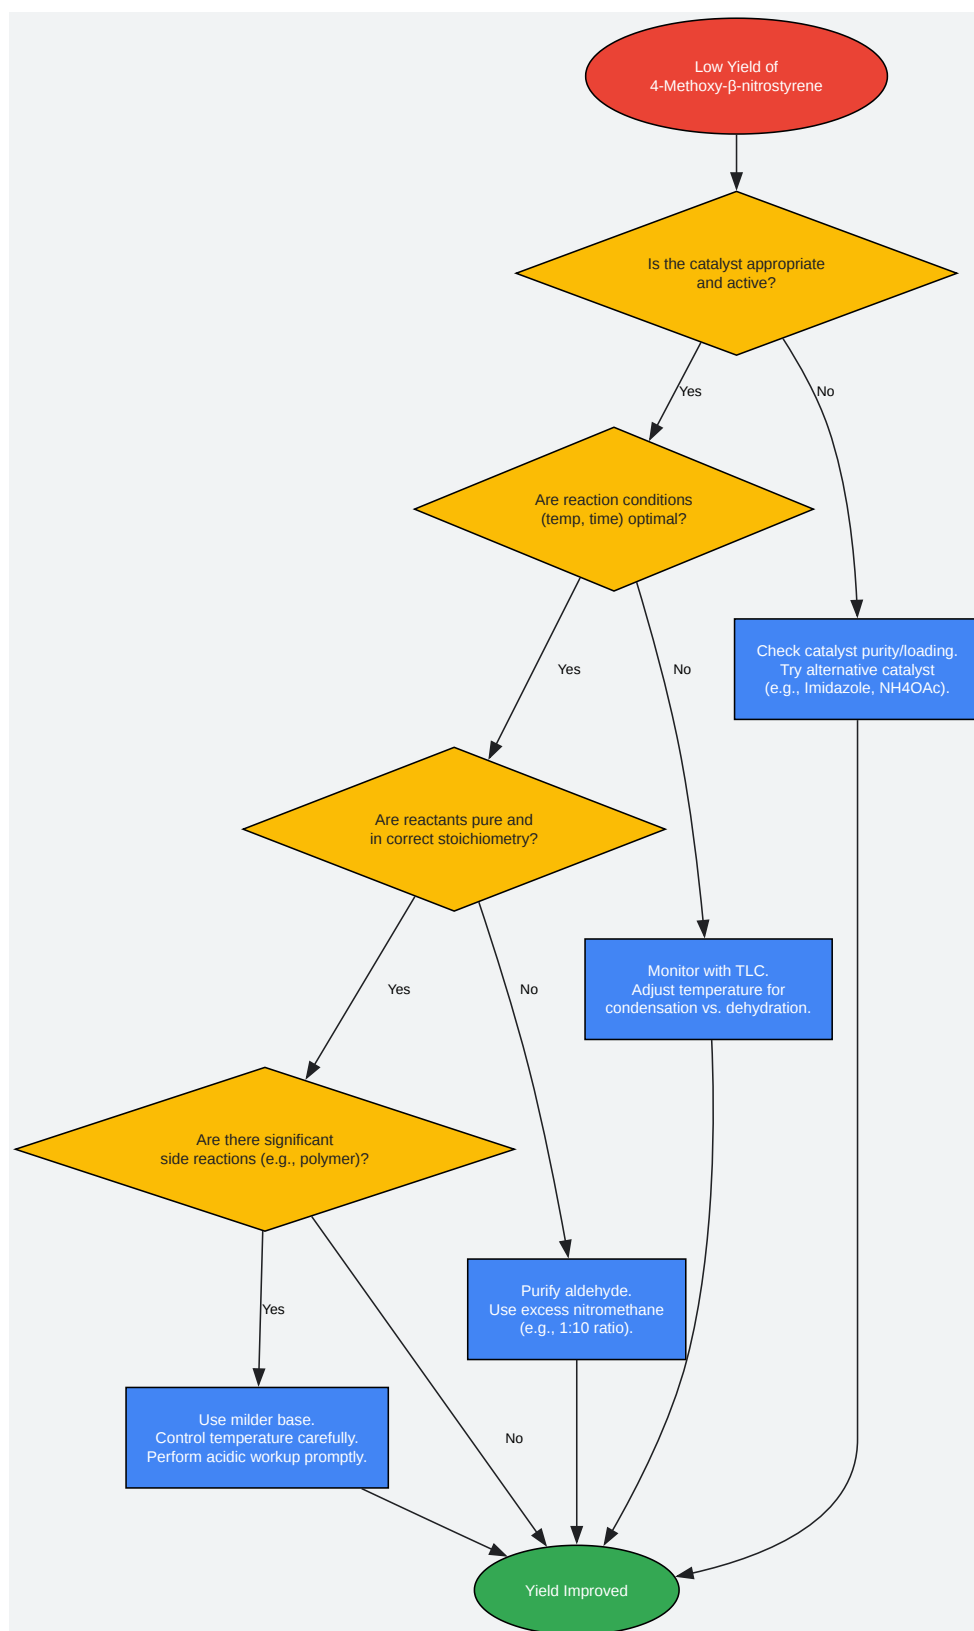 Low Yield of
4-Methoxy-β-nitrostyrene
Is the catalyst appropriate
and active?
Yes
No
Are reaction conditions
(temp, time) optimal?
Check catalyst purity/loading.
Try alternative catalyst
(e.g., Imidazole, NH4OAc).
Yes
No
Are reactants pure and
in correct stoichiometry?
Monitor with TLC.
Adjust temperature for
condensation vs. dehydration.
Yes
No
Are there significant
side reactions (e.g., polymer)?
Purify aldehyde.
Use excess nitromethane
(e.g., 1:10 ratio).
Yes
Use milder base.
Control temperature carefully.
Perform acidic workup promptly.
No
Yield Improved